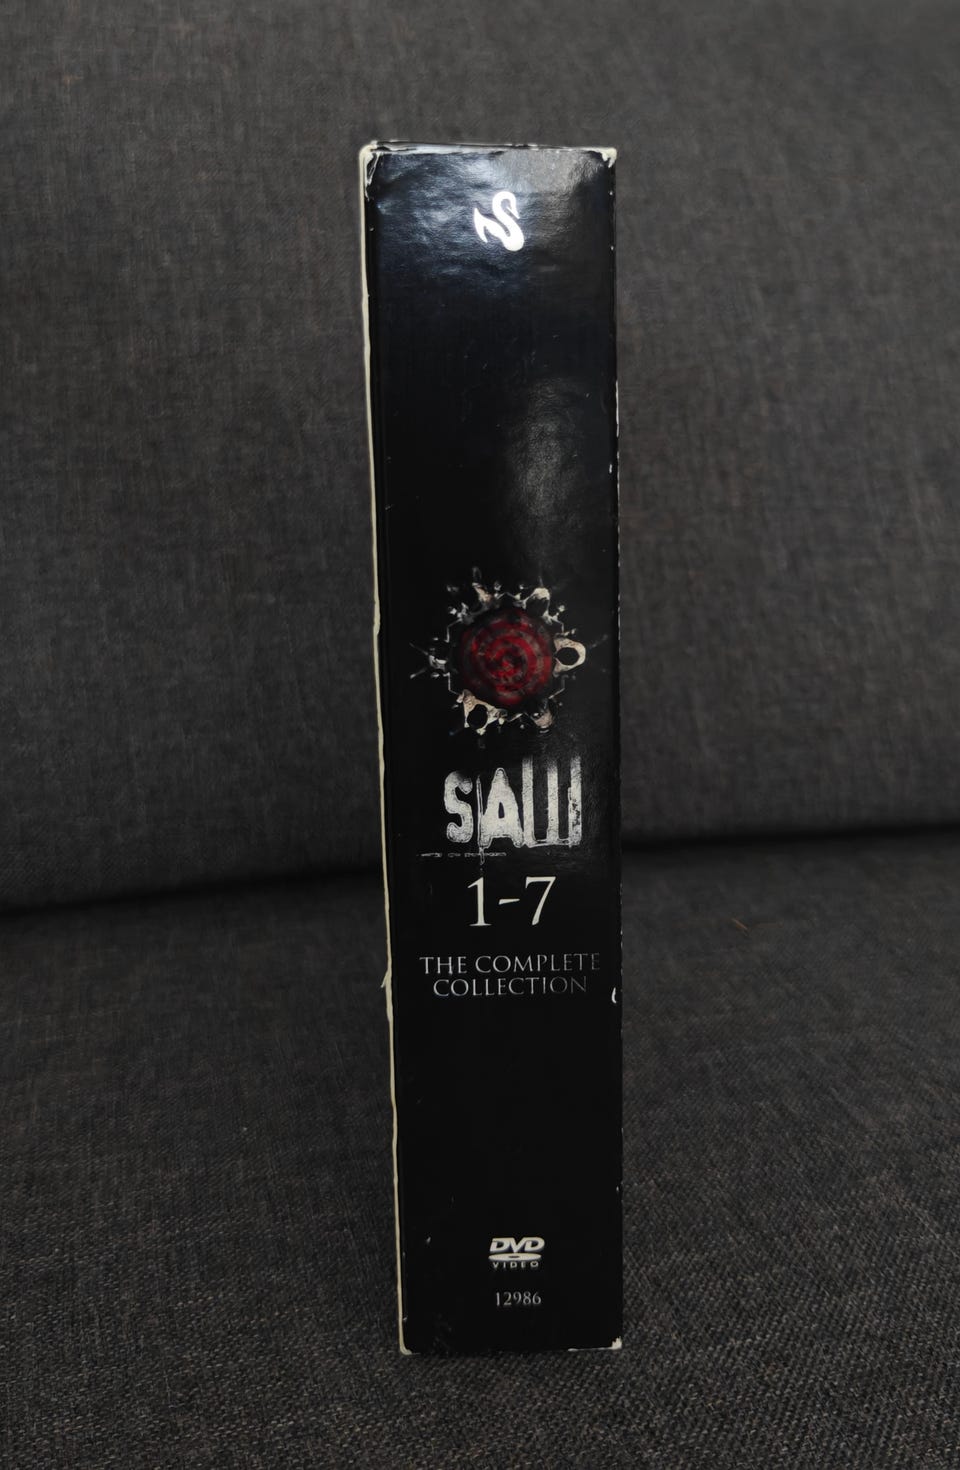 SAW
1-7
THE COMPLETE
COLLECTION
DVD
VIDEO
12986